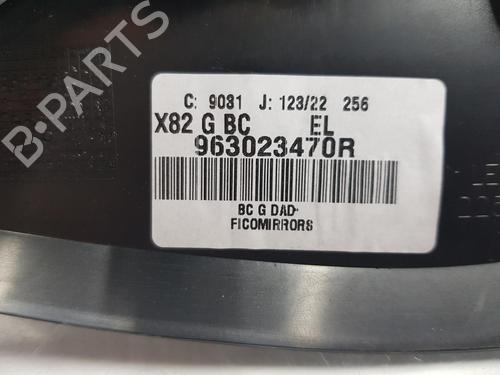 C: 9081 J: 123/22 256
X82 G BC EL
963023470R
BC G DAD-
FICOMIRRORS
B-PARTS